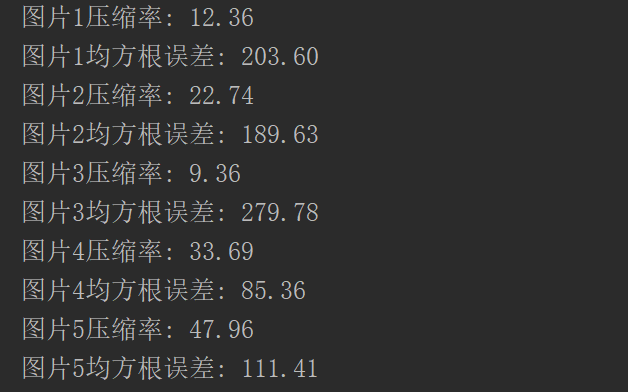 图片1压缩率: 12.36
图片1均方根误差: 203.60
图片2压缩率: 22.74
图片2均方根误差: 189.63
图片3压缩率: 9.36
图片3均方根误差: 279.78
图片4压缩率: 33.69
图片4均方根误差: 85.36
图片5压缩率: 47.96
图片5均方根误差: 111.41